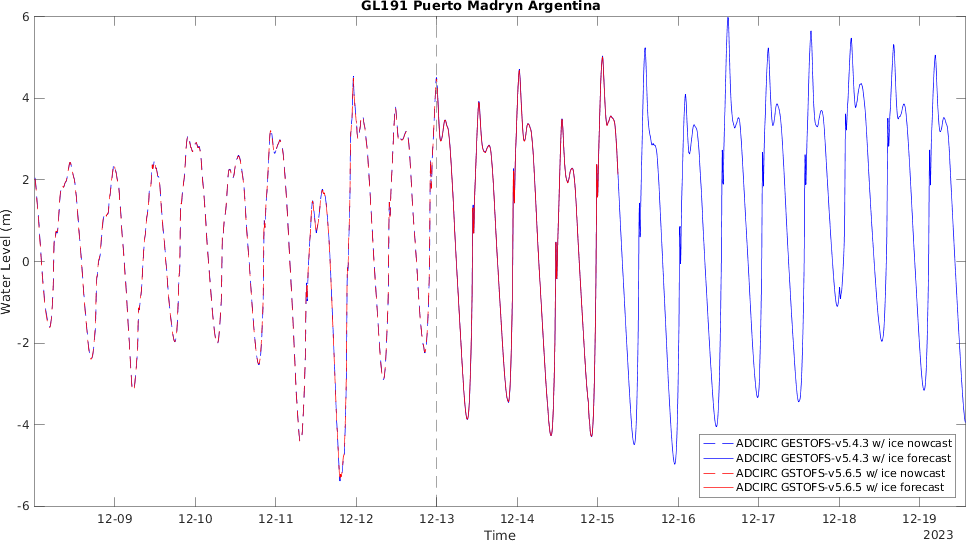 GL191 Puerto Madryn Argentina
6
4
2
0
-2
-4
-6
Water Level (m)
ADCIRC GESTOFS-v5.4.3 w/ ice nowcast
ADCIRC GESTOFS-v5.4.3 w/ ice forecast
ADCIRC GSTOFS-v5.6.5 w/ ice nowcast
ADCIRC GSTOFS-v5.6.5 w/ ice forecast
12-09 12-10 12-11 12-12 12-13 12-14 12-15 12-16 12-17 12-18 12-19
Time
2023